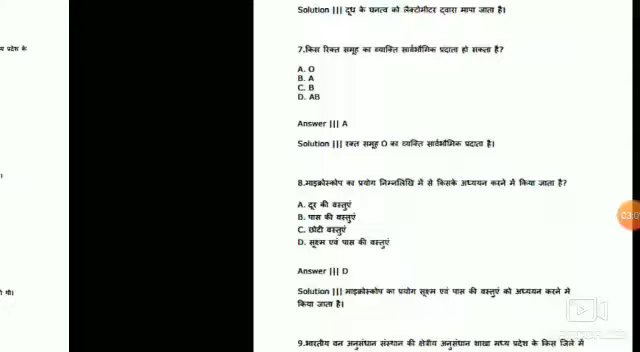 Solution ||| दूध के घनत्व को लैक्टोमीटर द्वारा मापा जाता है।
य प्रदेश के
7.किस रिक्त समूह का व्याक्ति सार्वभौमिक प्रदाता हो सकता है?
A. O
B. A
C. B
D. AB
Answer ||| A
Solution ||| रक्त समूह O का व्यक्ति सार्वभौमिक प्रदाता है।
8.माइक्रोस्कोप का प्रयोग निम्नलिखि में से किसके अध्ययन करने में किया जाता है?
A. दूर की वस्तुएं
B. पास की वस्तुएं
C. छोटी वस्तुएं
D. सूक्ष्म एवं पास की वस्तुएं
Answer ||| D
Solution ||| माइक्रोस्कोप का प्रयोग सूक्ष्म एवं पास की वस्तुएं को अध्ययन करने में
किया जाता है।
9.भारतीय वन अनुसंधान संस्थान की क्षेत्रीय अनुसंधान शाखा मध्य प्रदेश के किस जिले में